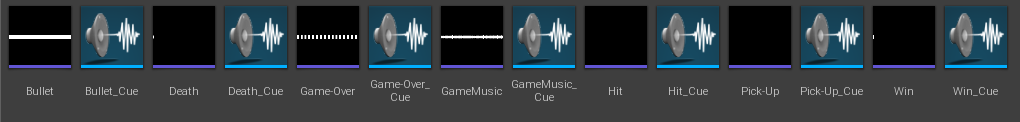 Bullet
Bullet_Cue
Death
Death_Cue
Game-Over
Game-Over_
Cue
GameMusic
GameMusic_
Cue
Hit
Hit_Cue
Pick-Up
Pick-Up_Cue
Win
Win_Cue